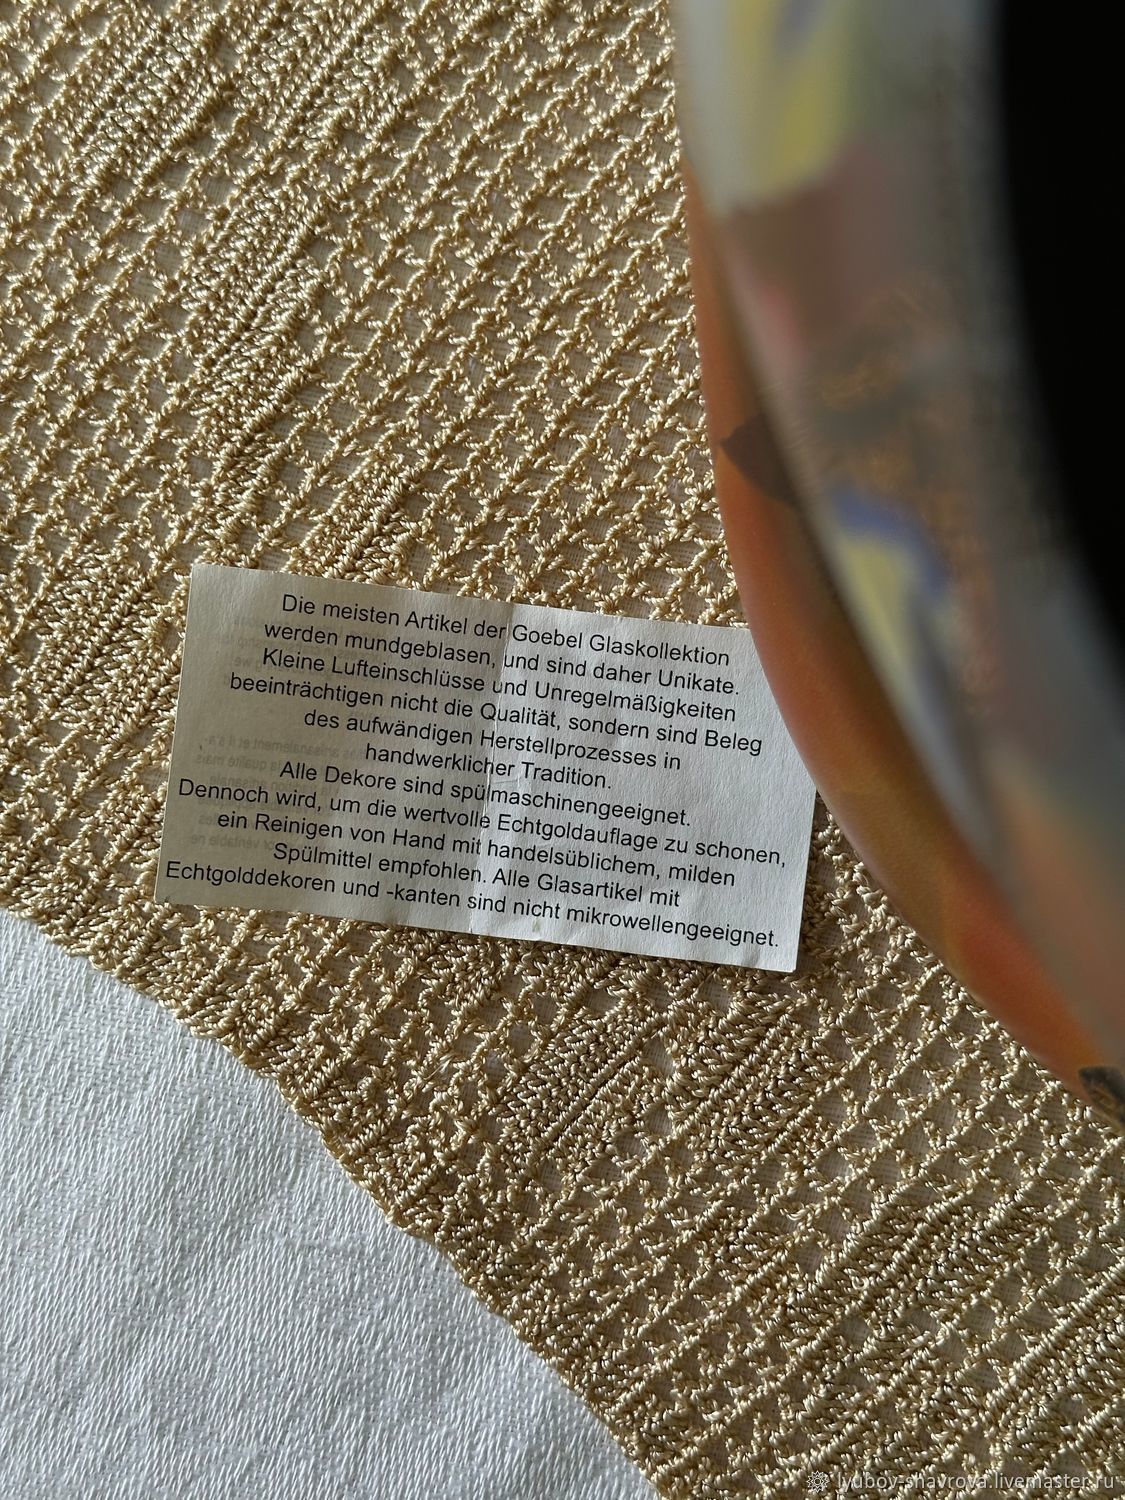 Die meisten Artikel der Goebel Glaskollektion
werden mundgeblasen, und sind daher Unikate.
Kleine Lufteinschlüsse und Unregelmäßigkeiten
beeinträchtigen nicht die Qualität, sondern sind Beleg
des aufwändigen Herstellprozesses in
handwerklicher Tradition.
Alle Dekore sind spülmaschinengeeignet.
Dennoch wird, um die wertvolle Echtgoldauflage zu schonen,
ein Reinigen von Hand mit handelsüblichem, milden
Spülmittel empfohlen. Alle Glasartikel mit
Echtgolddekoren und -kanten sind nicht mikrowellengeeignet.
lyubov-shavrova.livemaster.ru